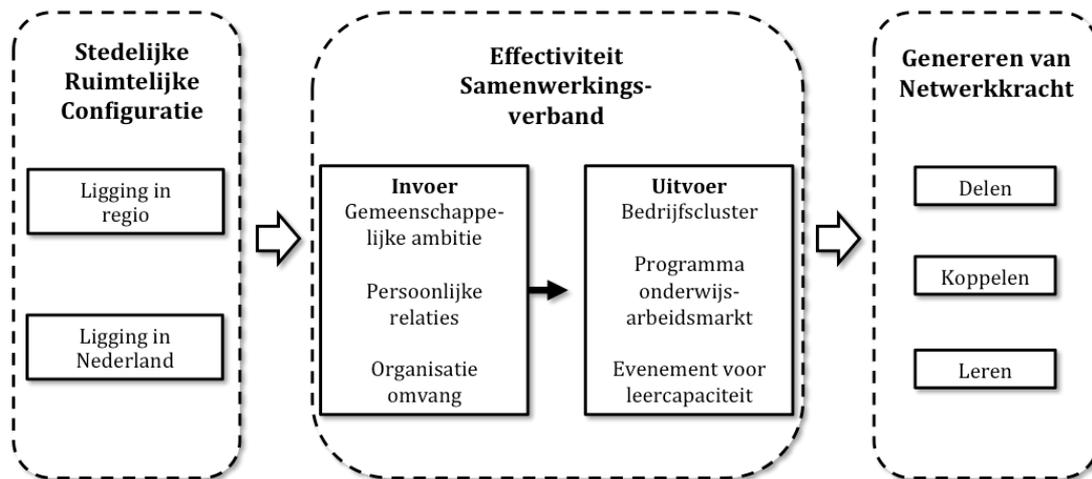 Stedelijke
Ruimtelijke
Configuratie
Ligging in
regio
Ligging in
Nederland
Effectiviteit
Samenwerkings-
verband
Invoer
Gemeenschappe-
lijke ambitie
Persoonlijke
relaties
Organisatie
omvang
Uitvoer
Bedrijfscluster
Programma
onderwijs-
arbeidsmarkt
Evenement voor
leercapaciteit
Genereren van
Netwerkkracht
Delen
Koppelen
Leren